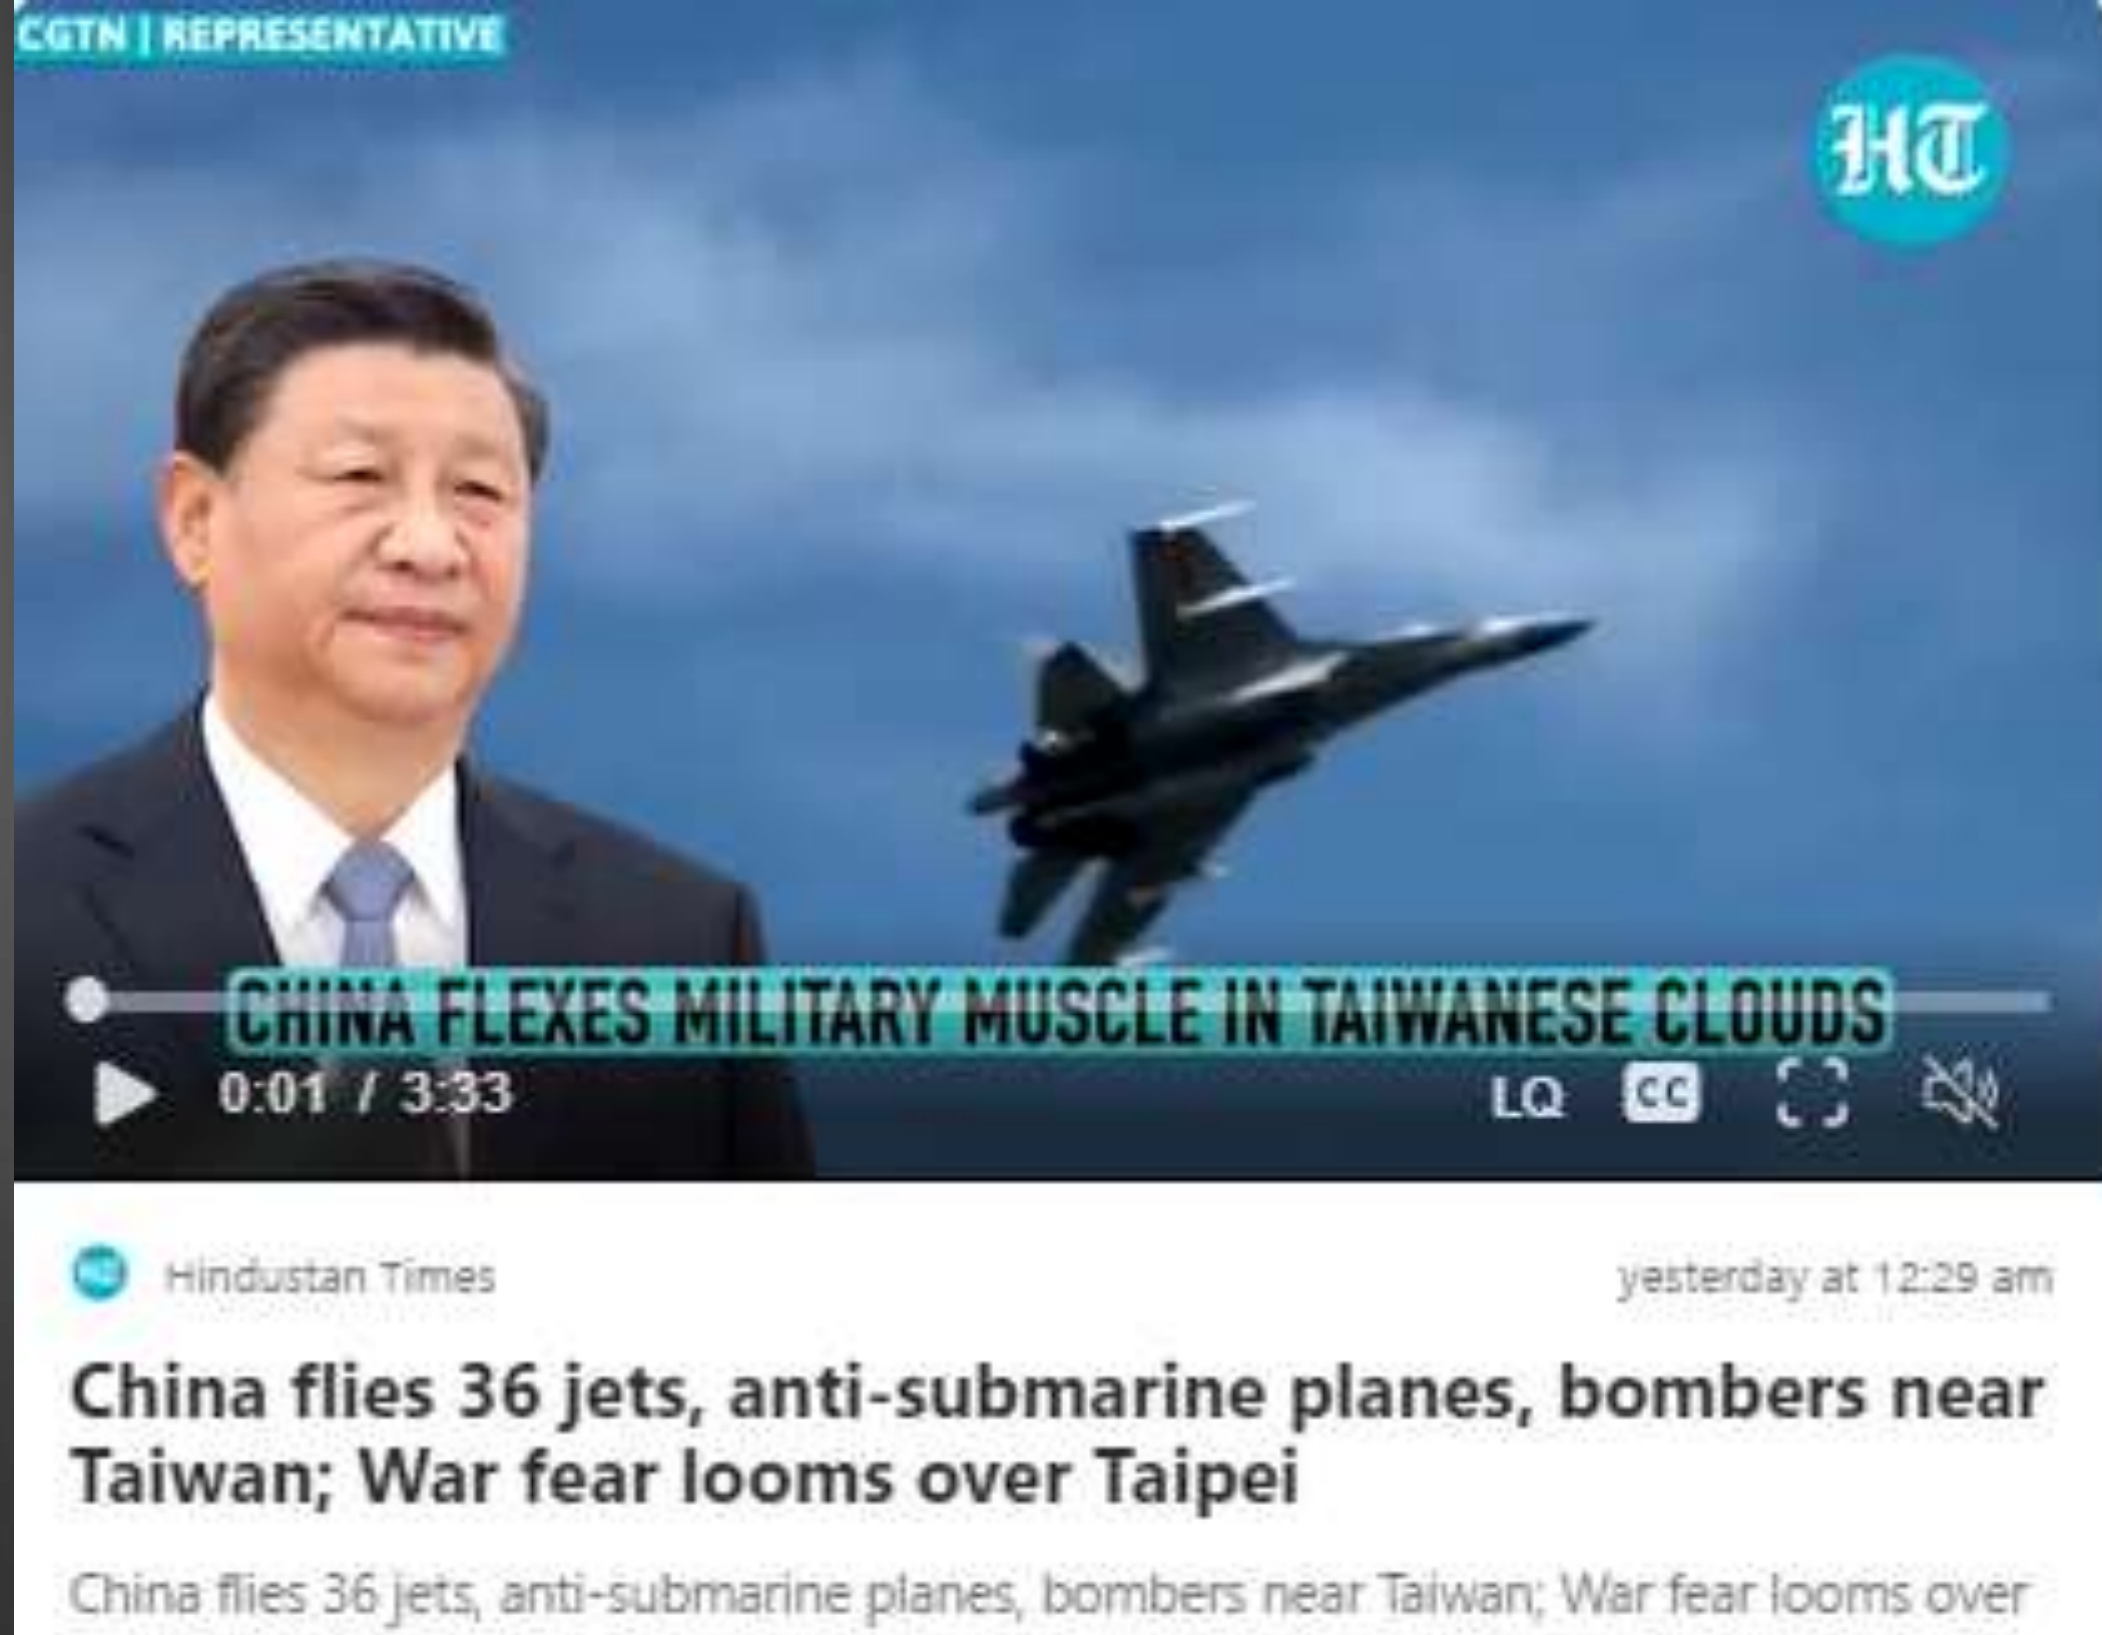 CGTN | REPRESENTATIVE
HT
CHINA FLEXES MILITARY MUSCLE IN TAIWANESE CLOUDS
0:01 / 3:33
LQ CC
Hindustan Times
yesterday at 12:29 am
China flies 36 jets, anti-submarine planes, bombers near
Taiwan; War fear looms over Taipei
China flies 36 jets, anti-submarine planes, bombers near Taiwan; War fear looms over